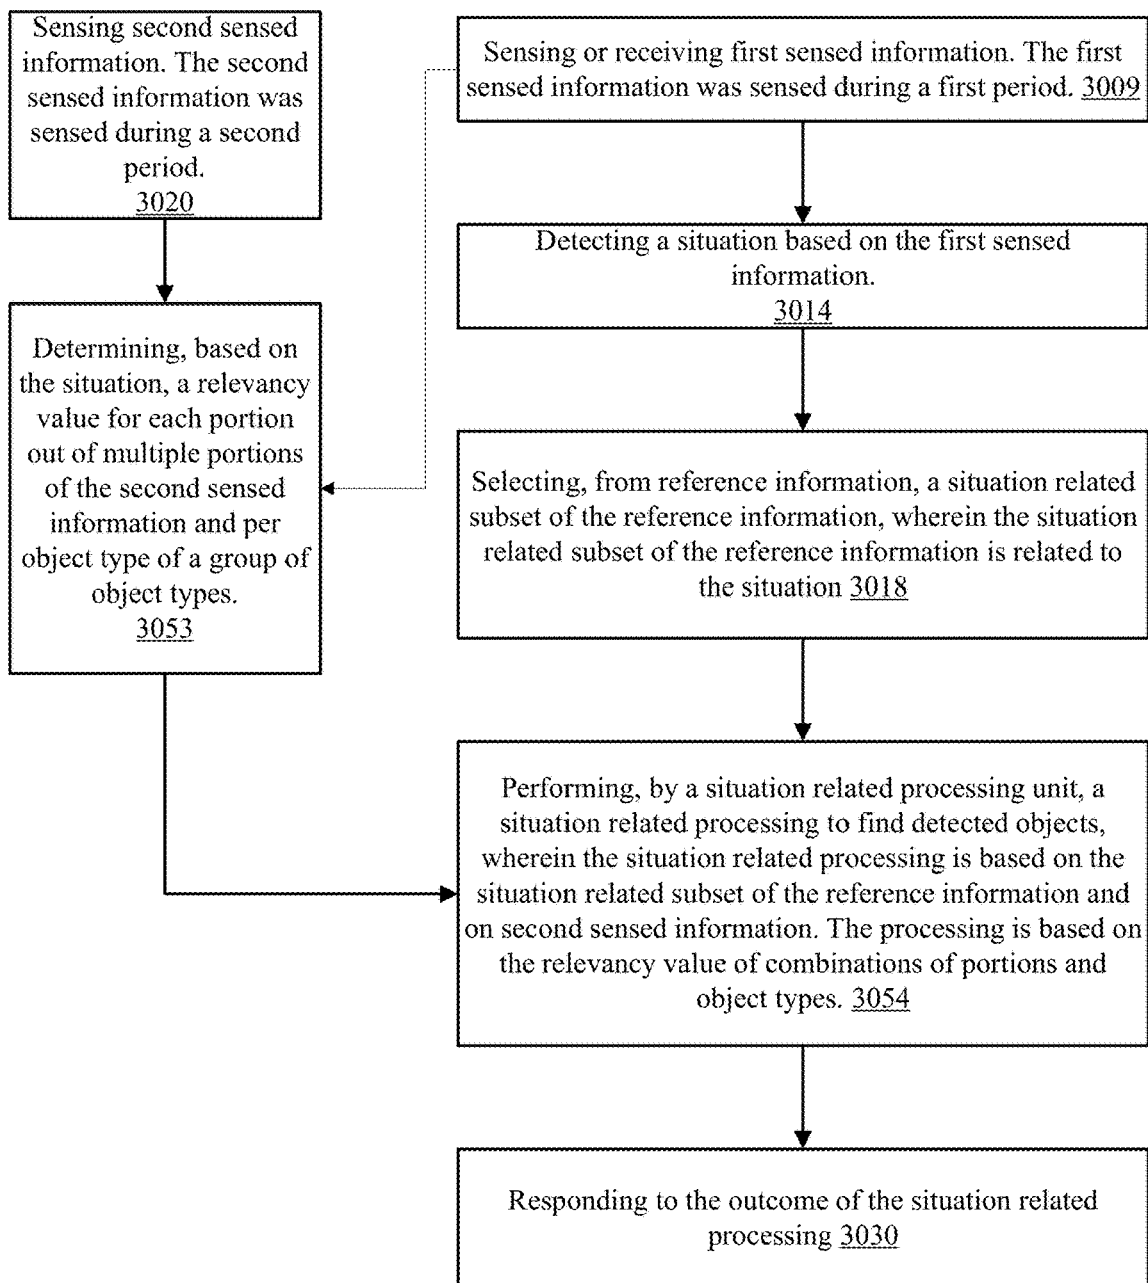 Sensing second sensed
information. The second
sensed information was
sensed during a second
period.
3020
Sensing or receiving first sensed information. The first
sensed information was sensed during a first period. 3009
Detecting a situation based on the first sensed
information.
3014
Determining, based on
the situation, a relevancy
value for each portion
out of multiple portions
of the second sensed
information and per
object type of a group of
object types.
3053
Selecting, from reference information, a situation related
subset of the reference information, wherein the situation
related subset of the reference information is related to
the situation 3018
Performing, by a situation related processing unit, a
situation related processing to find detected objects,
wherein the situation related processing is based on the
situation related subset of the reference information and
on second sensed information. The processing is based on
the relevancy value of combinations of portions and
object types. 3054
Responding to the outcome of the situation related
processing 3030